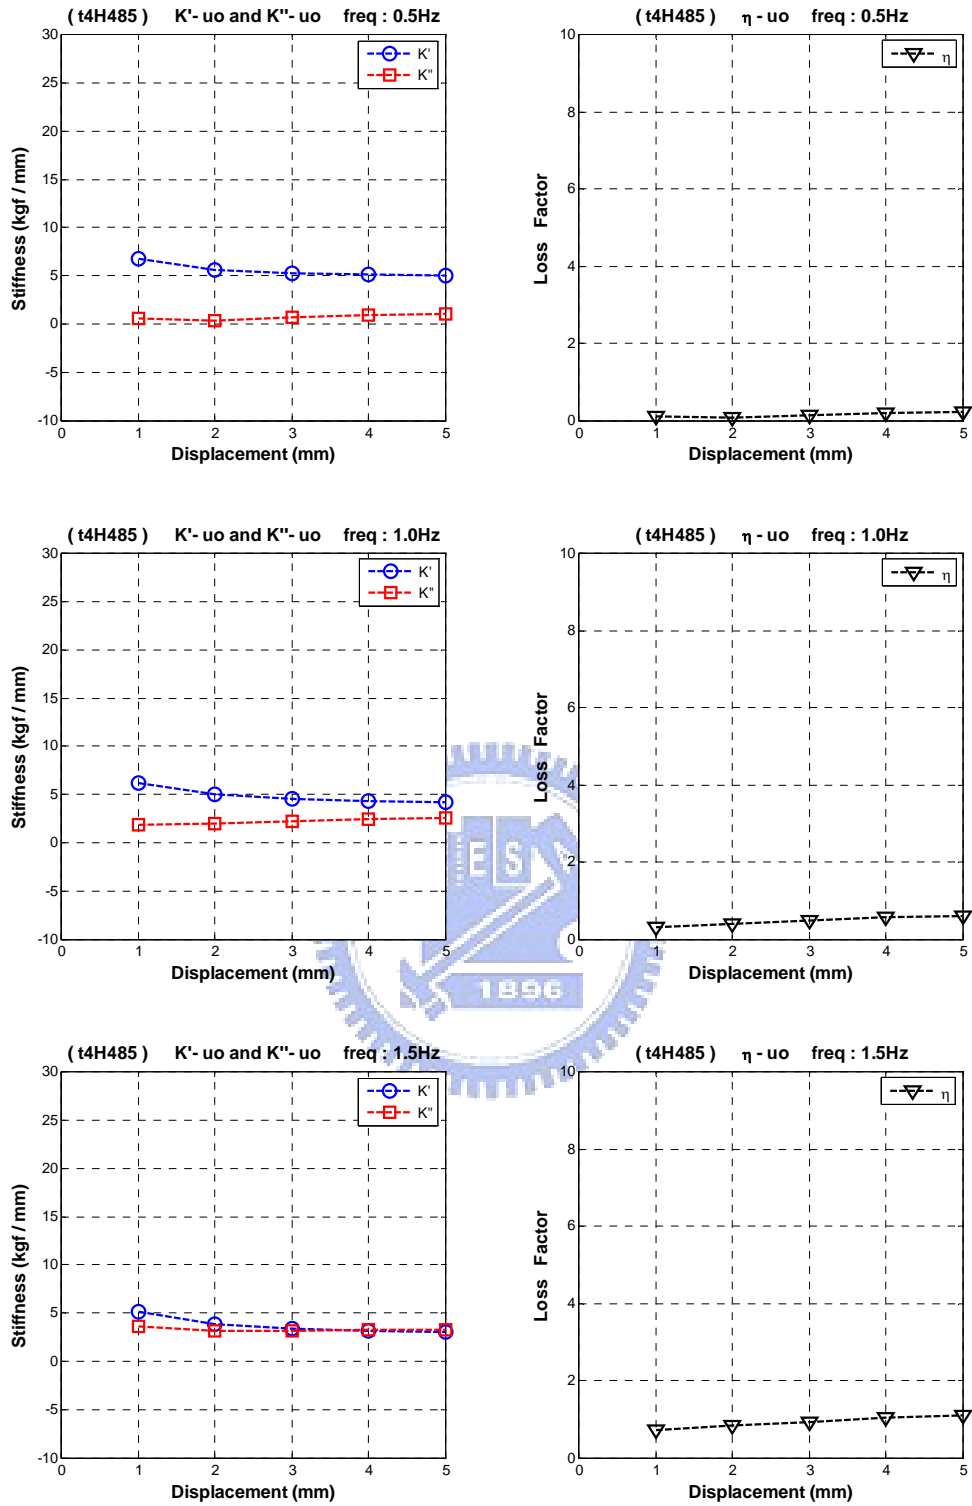 ( t4H485 ) K'- uo and K''- uo freq : 0.5Hz
30
25
20
15
10
5
0
-5
-10
Stiffness (kgf / mm)
K'
K''
0 1 2 3 4 5
Displacement (mm)
( t4H485 ) η - uo freq : 0.5Hz
10
8
6
4
2
0
Loss Factor
η
0 1 2 3 4 5
Displacement (mm)
( t4H485 ) K'- uo and K''- uo freq : 1.0Hz
30
25
20
15
10
5
0
-5
-10
Stiffness (kgf / mm)
K'
K''
0 1 2 3 4 5
Displacement (mm)
( t4H485 ) η - uo freq : 1.0Hz
10
8
6
4
2
0
Loss Factor
η
0 1 2 3 4 5
Displacement (mm)
E S
1896
( t4H485 ) K'- uo and K''- uo freq : 1.5Hz
30
25
20
15
10
5
0
-5
-10
Stiffness (kgf / mm)
K'
K''
0 1 2 3 4 5
Displacement (mm)
( t4H485 ) η - uo freq : 1.5Hz
10
8
6
4
2
0
Loss Factor
η
0 1 2 3 4 5
Displacement (mm)